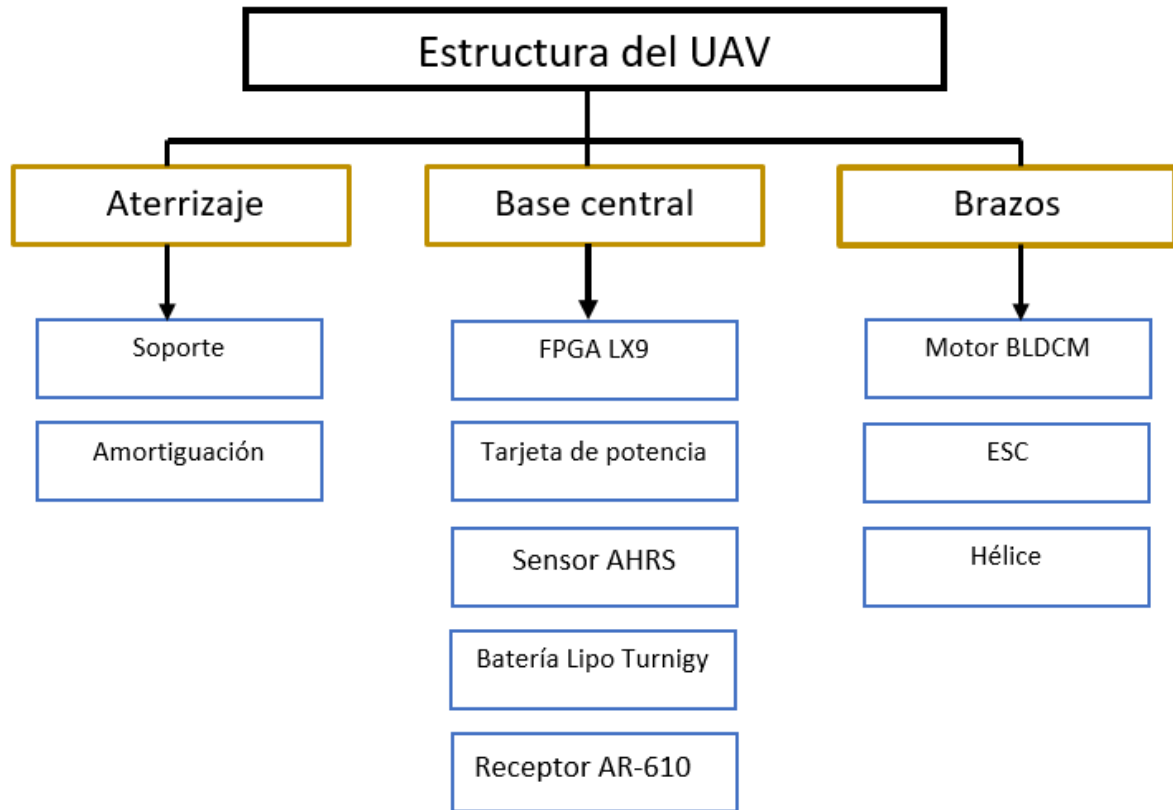 Estructura del UAV
Aterrizaje
Base central
Brazos
Soporte
Amortiguación
FPGA LX9
Tarjeta de potencia
Sensor AHRS
Batería Lipo Turnigy
Receptor AR-610
Motor BLDCM
ESC
Hélice